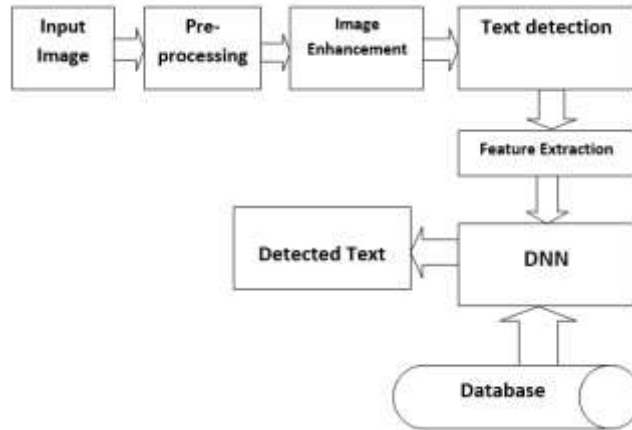 Input
Image
Pre-
processing
Image
Enhancement
Text detection
Feature Extraction
Detected Text
DNN
Database